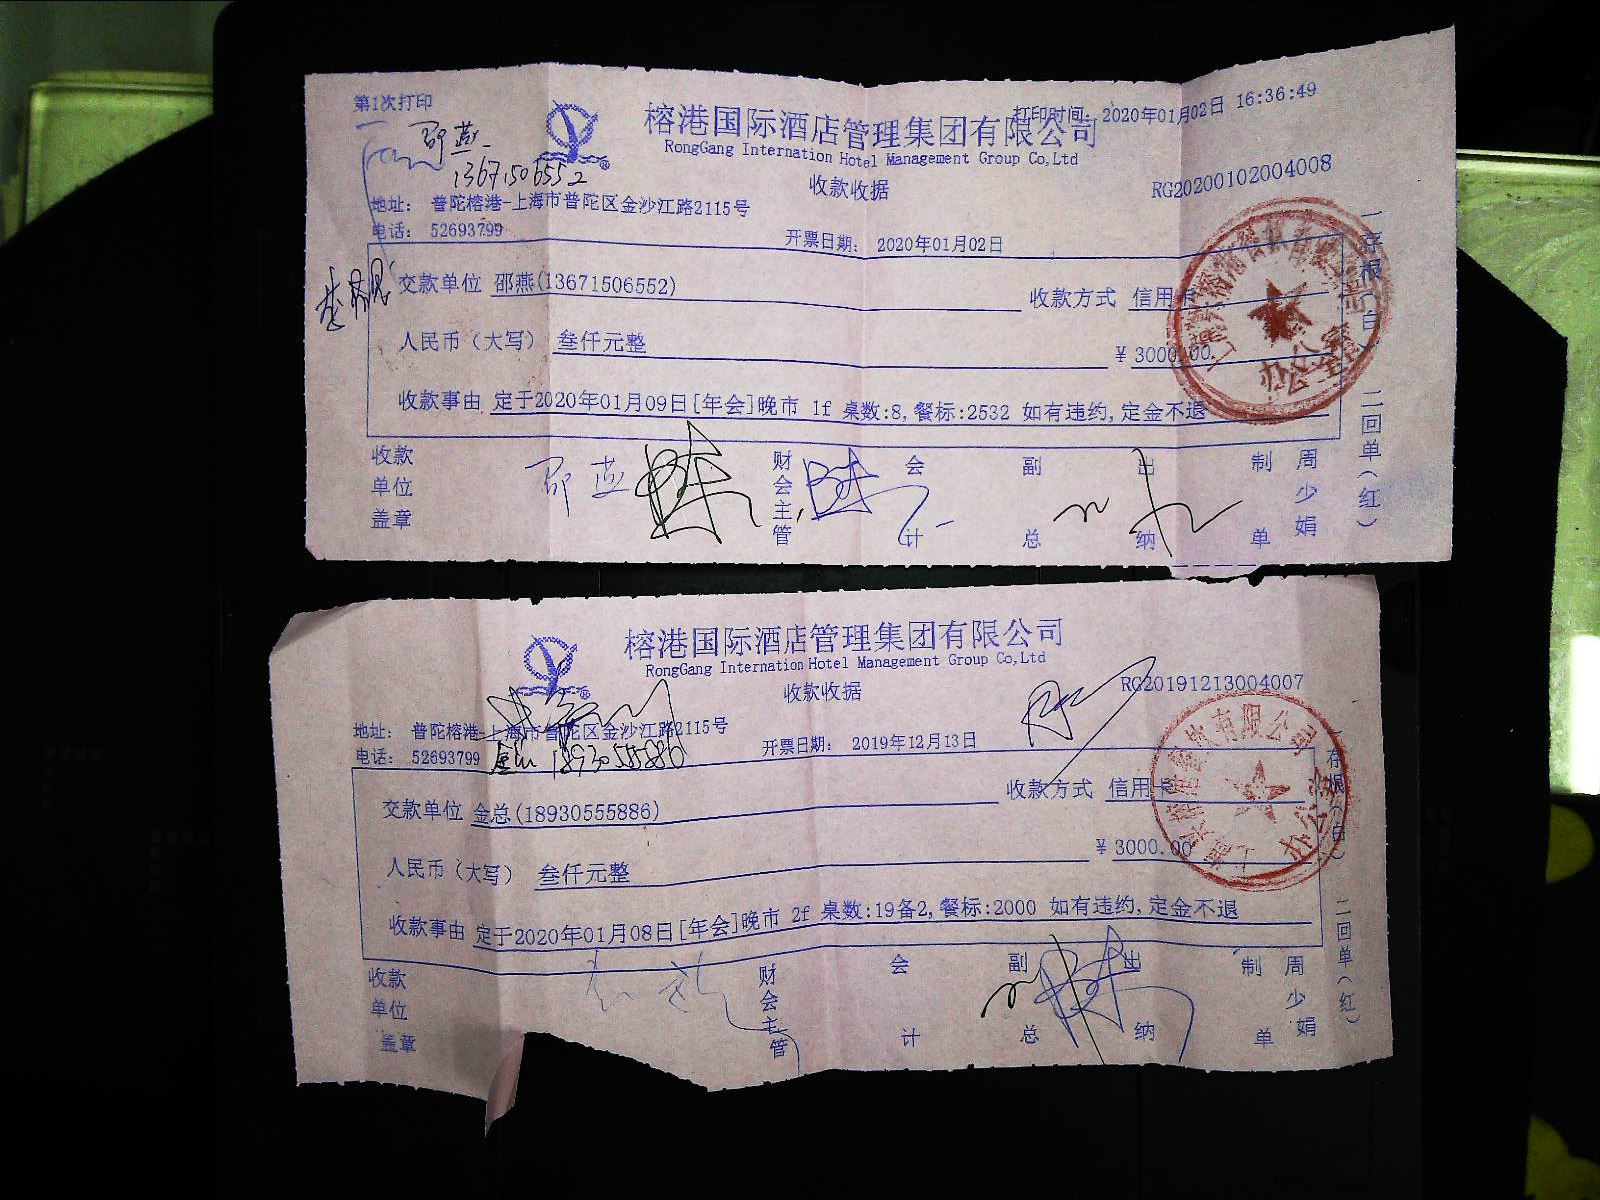 第1次打印
打印时间: 2020年01月02日 16:36:49
榕港国际酒店管理集团有限公司
RongGang Internation Hotel Management Group Co,Ltd
邵燕
13671506552
收款收据
RG20200102004008
地址: 普陀榕港-上海市普陀区金沙江路2115号
电话: 52693799
开票日期: 2020年01月02日
交款单位 邵燕(13671506552)
收款方式 信用卡
人民币（大写） 叁仟元整
¥ 3000.00
收款事由 定于2020年01月09日[年会]晚市 1f 桌数:8,餐标:2532 如有违约,定金不退
一存根(白) 二回单(红)
收款单位盖章
邵燕
财会主管
会计
副总
出纳
制单
周少娟
办公室
榕港国际酒店管理集团有限公司
RongGang Internation Hotel Management Group Co,Ltd
收款收据
RG20191213004007
地址: 普陀榕港-上海市普陀区金沙江路2115号
电话: 52693799
18930555886
开票日期: 2019年12月13日
交款单位 金总(18930555886)
收款方式 信用卡
人民币（大写） 叁仟元整
¥ 3000.00
收款事由 定于2020年01月08日[年会]晚市 2f 桌数:19备2,餐标:2000 如有违约,定金不退
存根(白) 二回单(红)
收款单位盖章
财会主管
会计
副总
出纳
制单
周少娟
有限公司
办公室